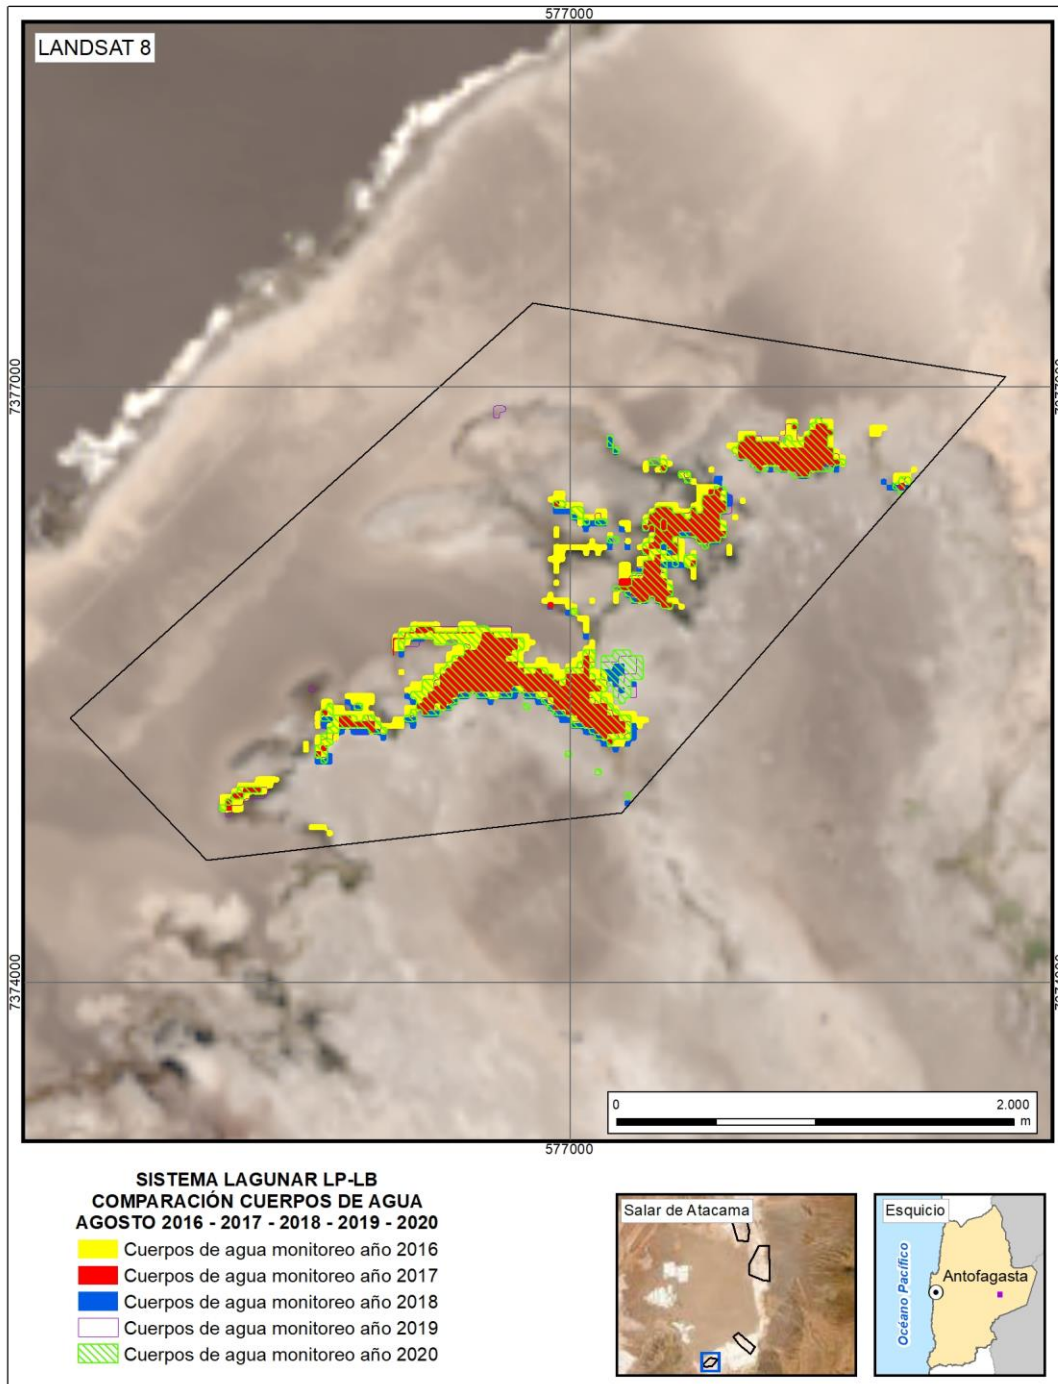 577000
LANDSAT 8
7377000
7377000
7374000
7374000
0 2.000
m
577000
SISTEMA LAGUNAR LP-LB
COMPARACIÓN CUERPOS DE AGUA
AGOSTO 2016 - 2017 - 2018 - 2019 - 2020
Cuerpos de agua monitoreo año 2016
Cuerpos de agua monitoreo año 2017
Cuerpos de agua monitoreo año 2018
Cuerpos de agua monitoreo año 2019
Cuerpos de agua monitoreo año 2020
Salar de Atacama
Esquicio
Océano Pacífico
Antofagasta